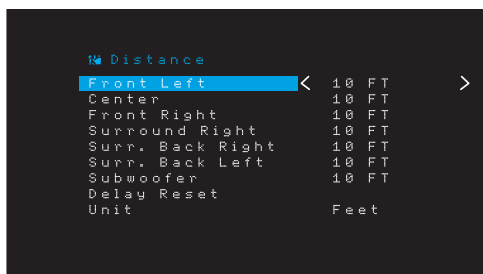 Distance
Front Left < 10 FT >
Center 10 FT
Front Right 10 FT
Surround Right 10 FT
Surr. Back Right 10 FT
Surr. Back Left 10 FT
Subwoofer 10 FT
Delay Reset
Unit Feet